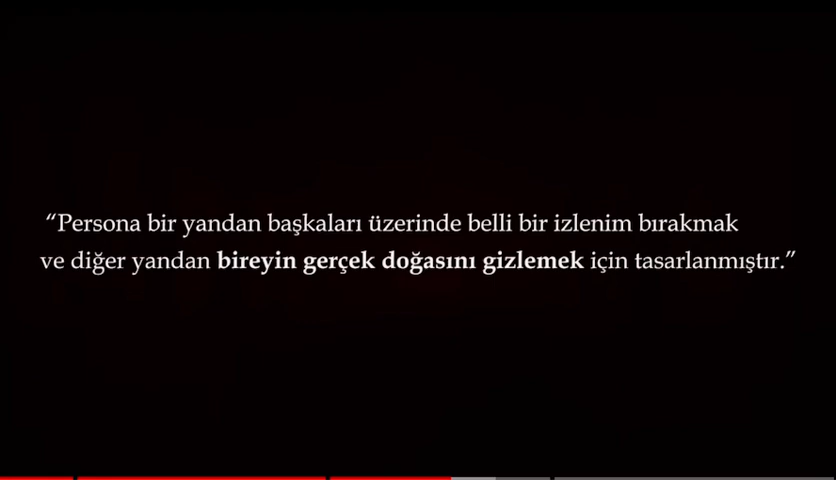 “Persona bir yandan başkaları üzerinde belli bir izlenim bırakmak
ve diğer yandan bireyin gerçek doğasını gizlemek için tasarlanmıştır.”